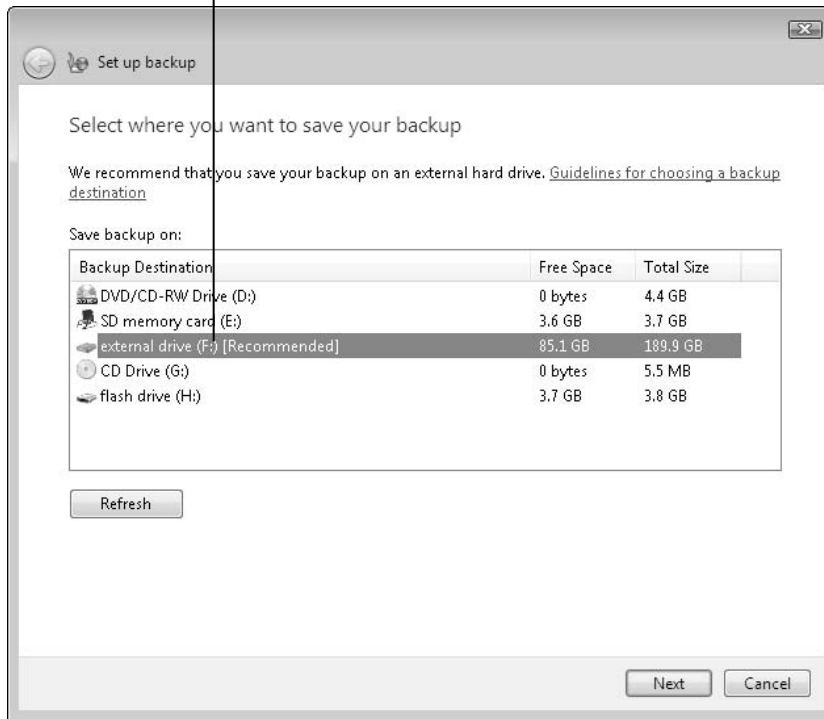 Set up backup
Select where you want to save your backup
We recommend that you save your backup on an external hard drive. Guidelines for choosing a backup
destination
Save backup on:
Backup Destination Free Space Total Size
DVD/CD-RW Drive (D:) 0 bytes 4.4 GB
SD memory card (E:) 3.6 GB 3.7 GB
external drive (F:) [Recommended] 85.1 GB 189.9 GB
CD Drive (G:) 0 bytes 5.5 MB
flash drive (H:) 3.7 GB 3.8 GB
Refresh
Next Cancel